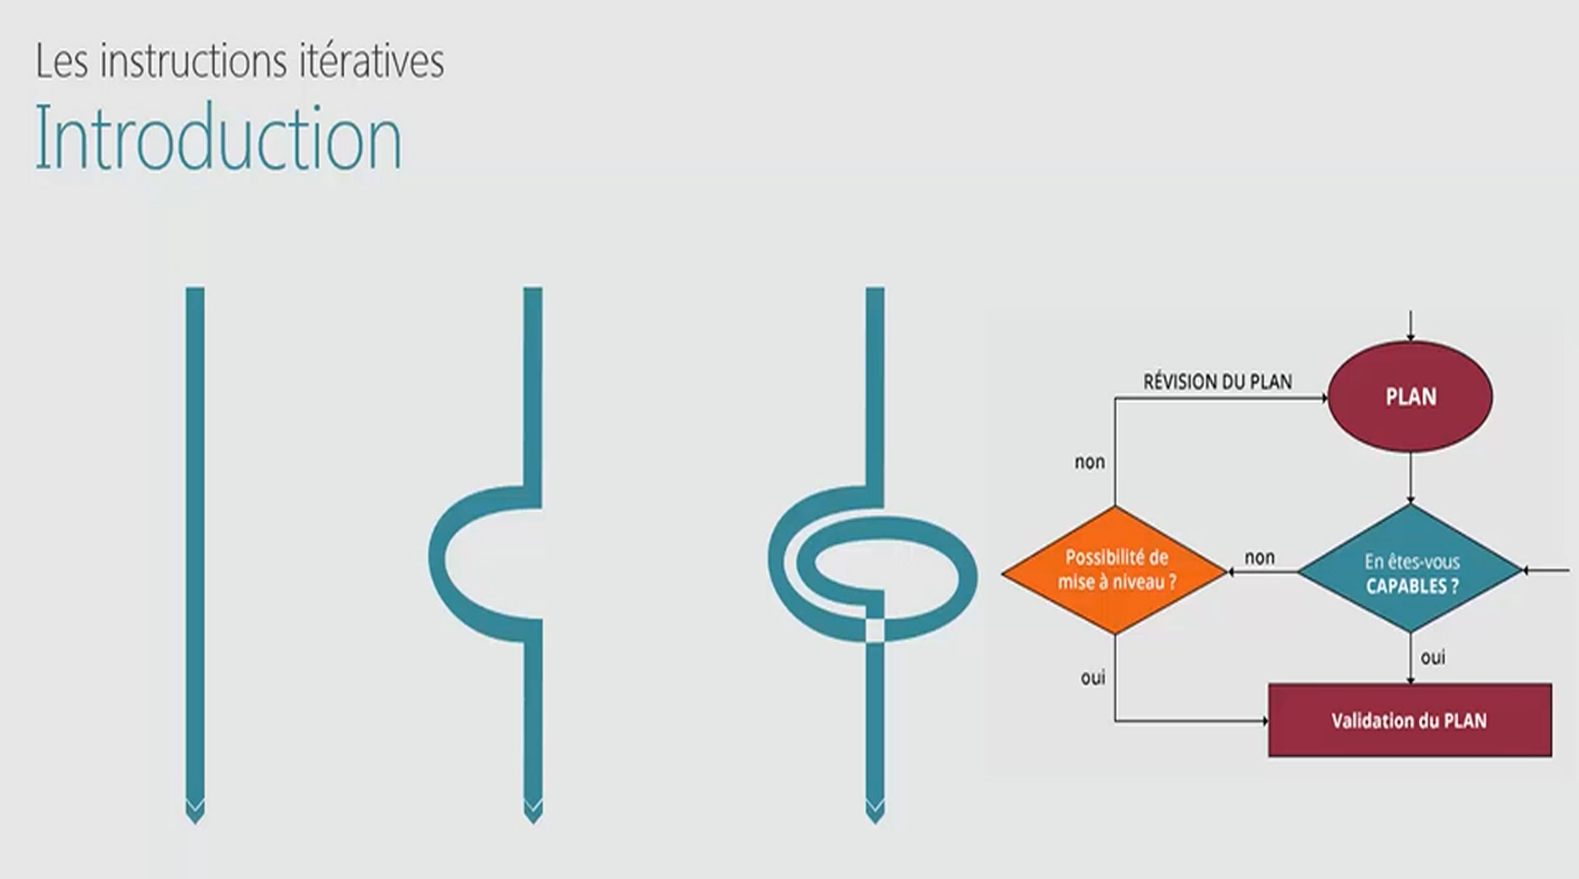 Les instructions itératives
Introduction
RÉVISION DU PLAN
PLAN
non
Possibilité de
mise à niveau ?
non
En êtes-vous
CAPABLES ?
oui
oui
Validation du PLAN